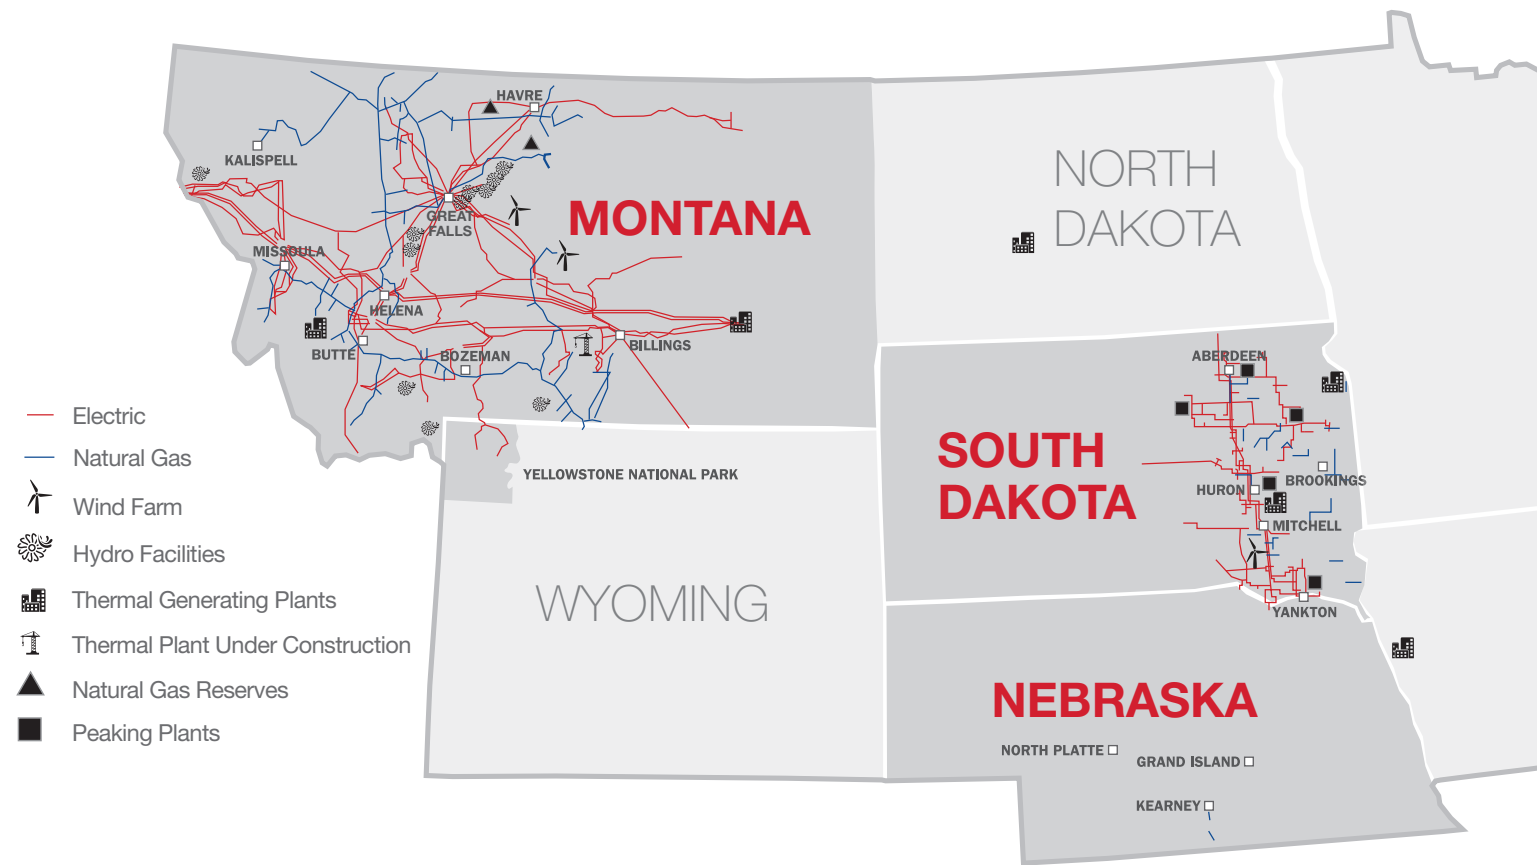 HAVRE
KALISPELL
GREAT
FALLS
MONTANA
MISSOULA
HELENA
BUTTE
BOZEMAN
BILLINGS
NORTH
DAKOTA
ABERDEEN
SOUTH
DAKOTA
BROOKINGS
HURON
MITCHELL
YANKTON
YELLOWSTONE NATIONAL PARK
WYOMING
NEBRASKA
NORTH PLATTE
GRAND ISLAND
KEARNEY
Electric
Natural Gas
Wind Farm
Hydro Facilities
Thermal Generating Plants
Thermal Plant Under Construction
Natural Gas Reserves
Peaking Plants